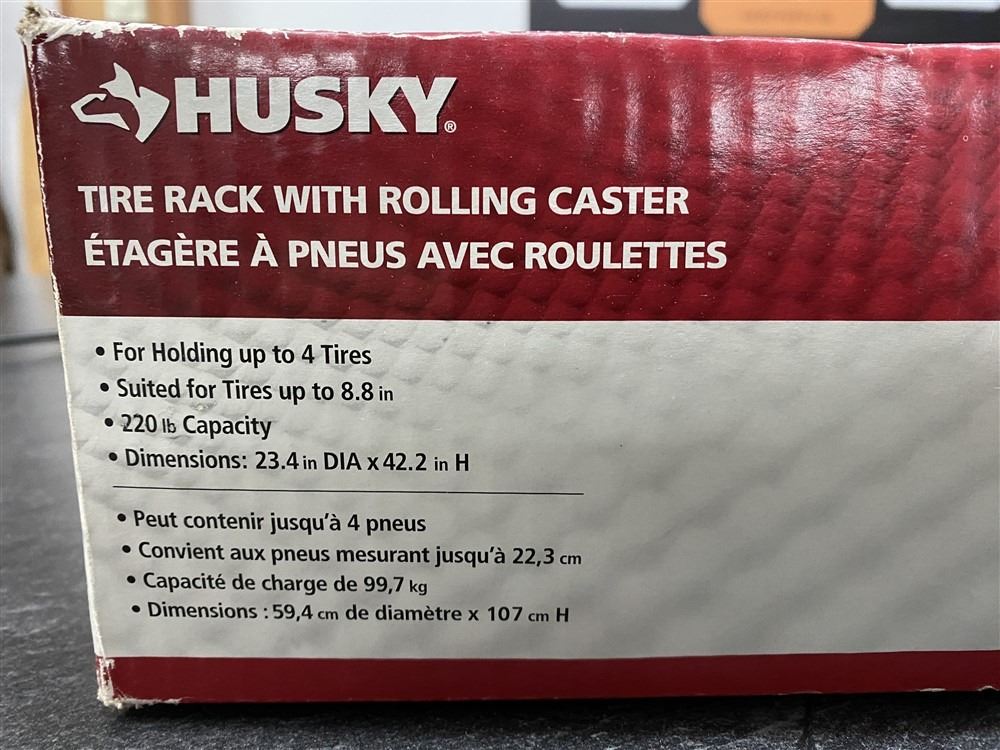 HUSKY®
TIRE RACK WITH ROLLING CASTER
ÉTAGÈRE À PNEUS AVEC ROULETTES
• For Holding up to 4 Tires
• Suited for Tires up to 8.8 in
• 220 lb Capacity
• Dimensions: 23.4 in DIA x 42.2 in H
• Peut contenir jusqu'à 4 pneus
• Convient aux pneus mesurant jusqu'à 22,3 cm
• Capacité de charge de 99,7 kg
• Dimensions : 59,4 cm de diamètre x 107 cm H